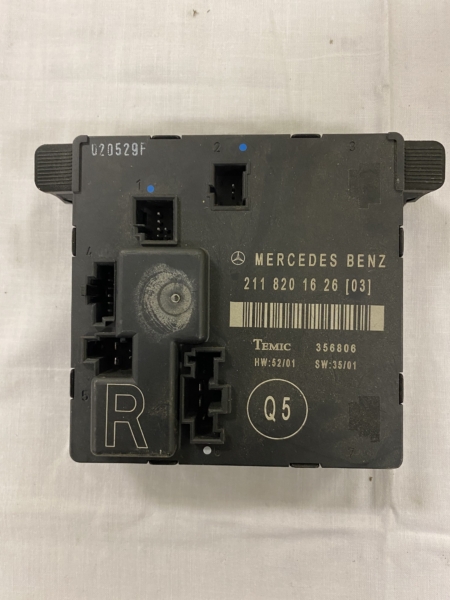 020529F
2
3
1
MERCEDES BENZ
4
211 820 16 26 [03]
TEMIC 356806
HW:52/01 SW:35/01
Q5
R